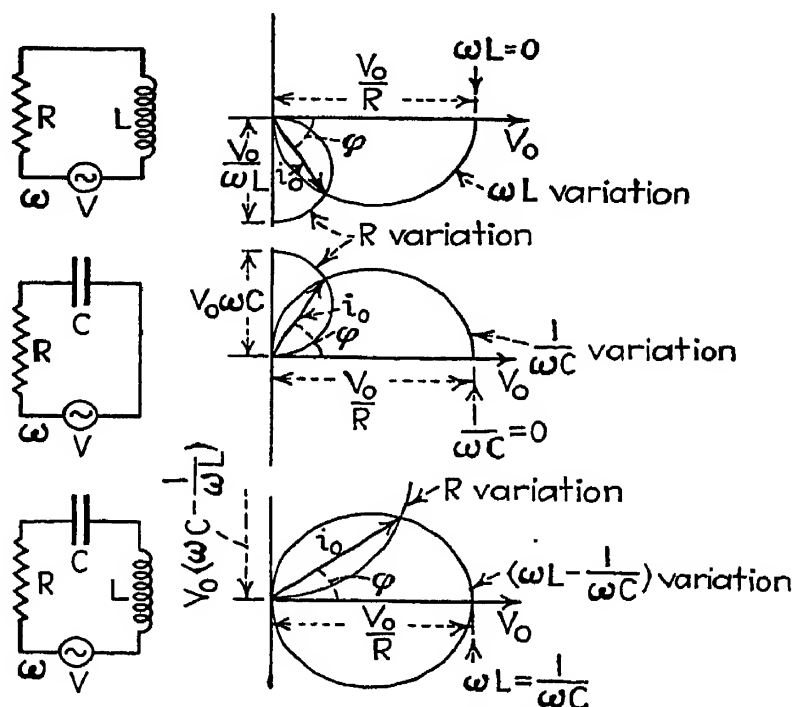 R
L
ω
V
V₀/R
ωL=0
V₀
φ
V₀/ωL
i₀
ωL variation
R variation
C
R
ω
V
V₀ωC
i₀
φ
V₀
1/ωC variation
V₀/R
1/ωC=0
C
R
L
ω
V
V₀(ωC-1/ωL)
R variation
i₀
φ
(ωL-1/ωC) variation
V₀
V₀/R
ωL=1/ωC